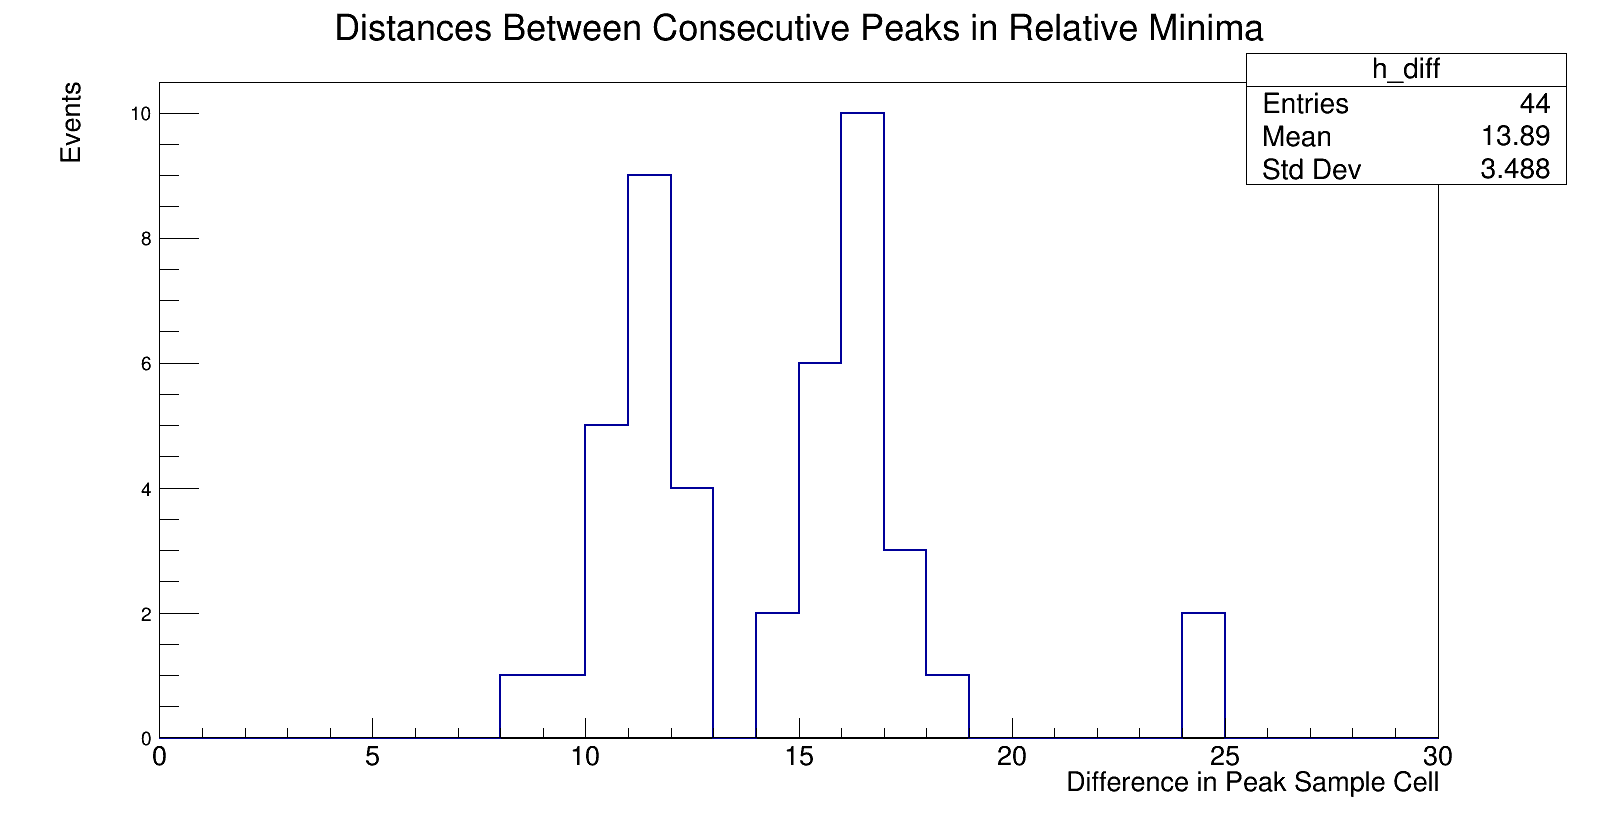 Distances Between Consecutive Peaks in Relative Minima
h_diff
Entries 44
Mean 13.89
Std Dev 3.488
Events
10
8
6
4
2
0
0 5 10 15 20 25 30
Difference in Peak Sample Cell